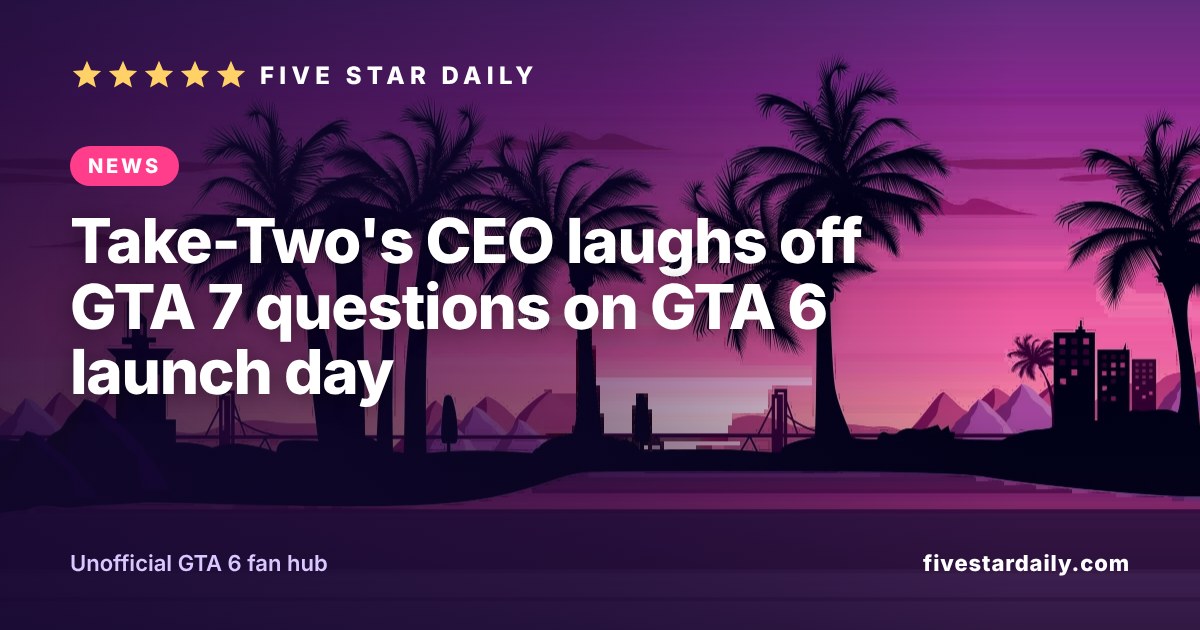 FIVE STAR DAILY
NEWS
Take-Two's CEO laughs off
GTA 7 questions on GTA 6
launch day
Unofficial GTA 6 fan hub
fivestardaily.com